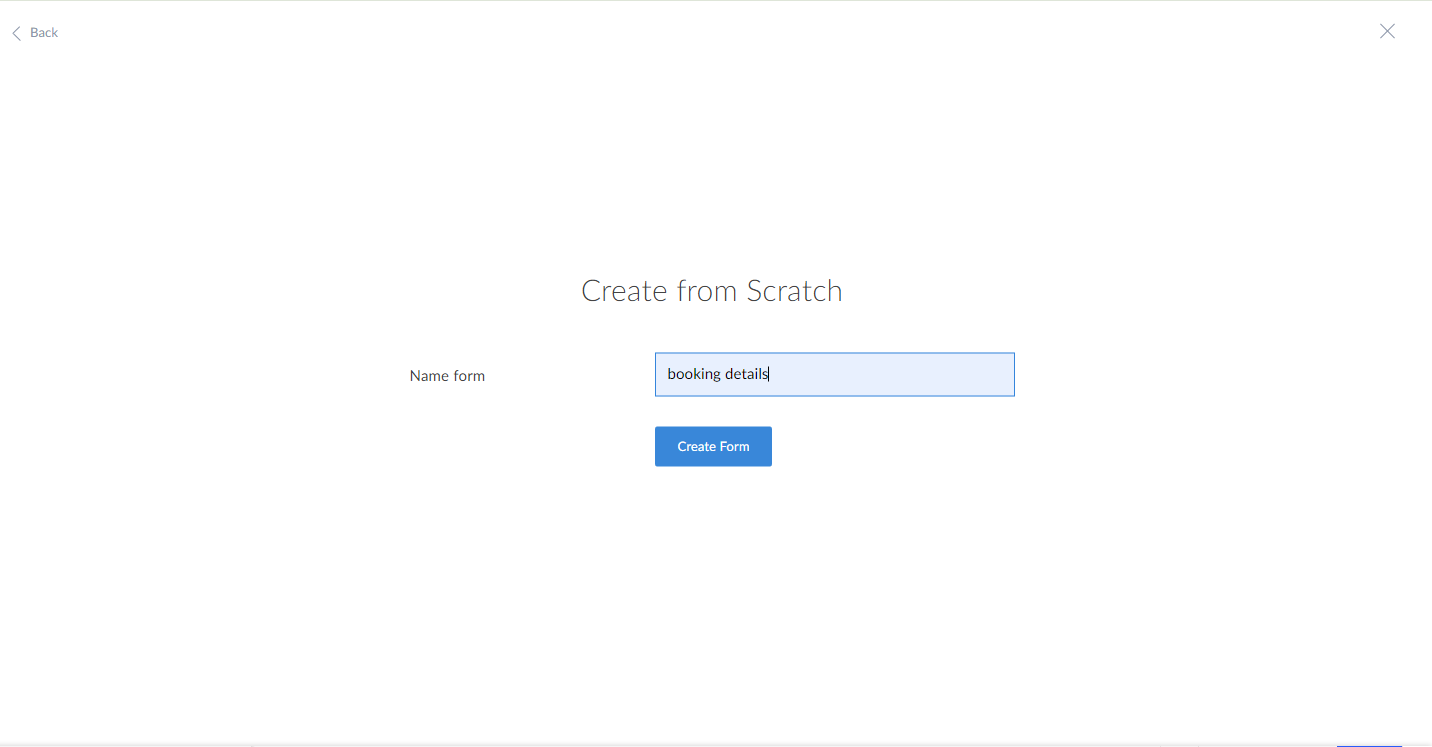 Back
Create from Scratch
Name form
booking details
Create Form